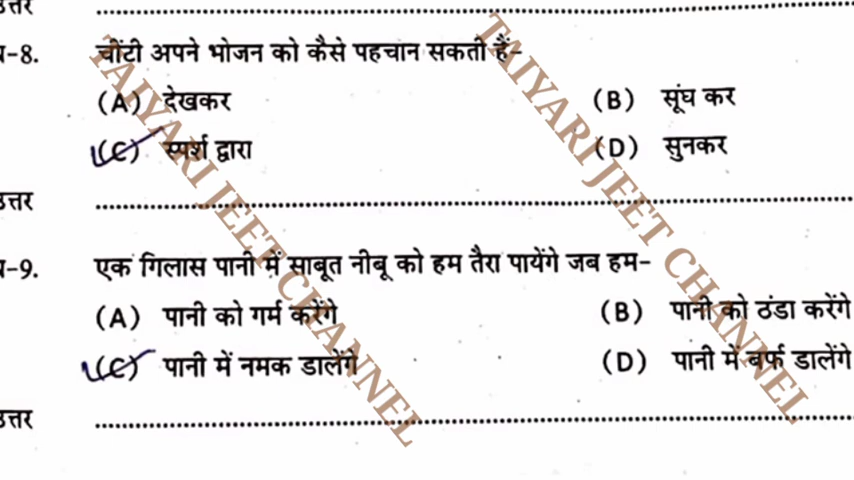 उत्तर
प्र-8. चींटी अपने भोजन को कैसे पहचान सकती हैं-
(A) देखकर (B) सूंघ कर
(C) स्पर्श द्वारा (D) सुनकर
उत्तर
प्र-9. एक गिलास पानी में साबूत नीबू को हम तैरा पायेंगे जब हम-
(A) पानी को गर्म करेंगे (B) पानी को ठंडा करेंगे
(C) पानी में नमक डालेंगे (D) पानी में बर्फ डालेंगे
उत्तर
TAIYARI JEET CHANNEL
TAIYARI JEET CHANNEL